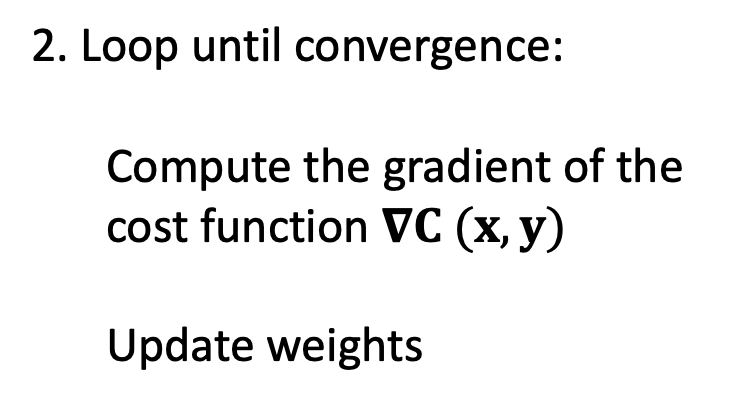 2. Loop until convergence:
Compute the gradient of the
cost function ∇C (x, y)
Update weights